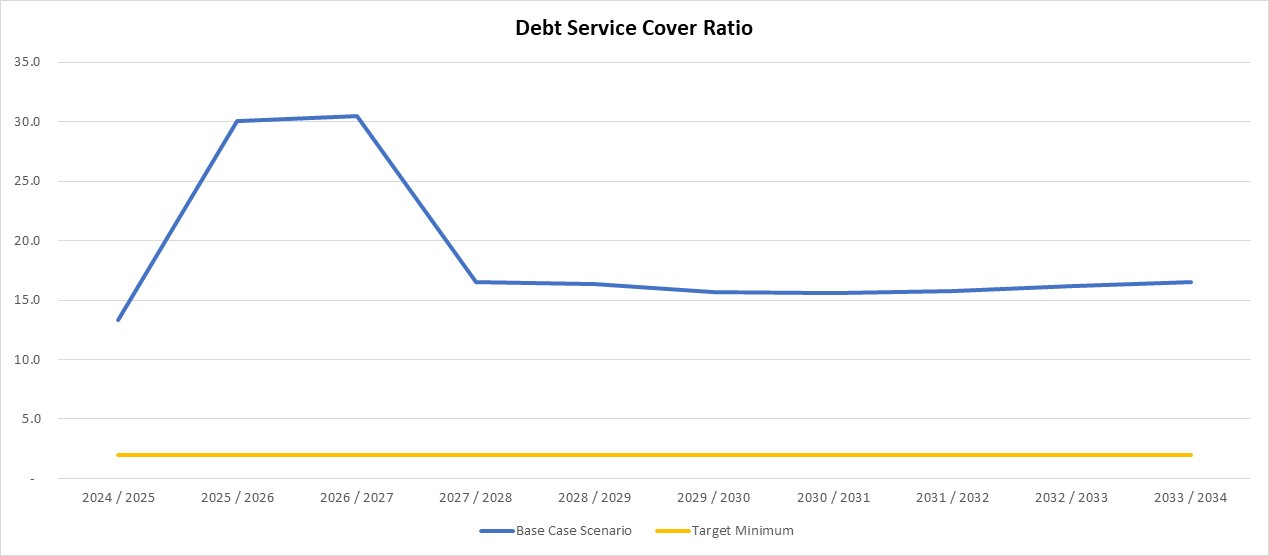 Debt Service Cover Ratio
35.0
30.0
25.0
20.0
15.0
10.0
5.0
-
2024 / 2025 2025 / 2026 2026 / 2027 2027 / 2028 2028 / 2029 2029 / 2030 2030 / 2031 2031 / 2032 2032 / 2033 2033 / 2034
Base Case Scenario Target Minimum